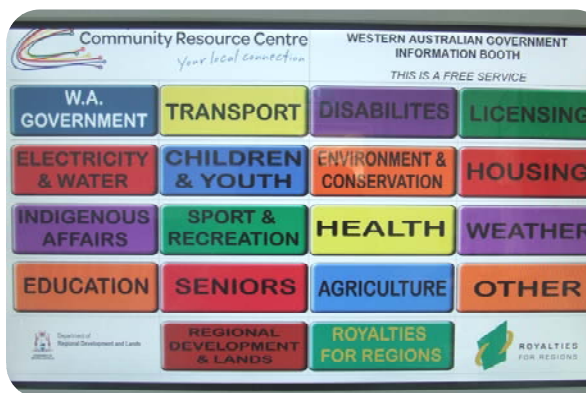 Community Resource Centre
Your local connection
WESTERN AUSTRALIAN GOVERNMENT
INFORMATION BOOTH
THIS IS A FREE SERVICE
W.A.
GOVERNMENT
TRANSPORT
DISABILITES
LICENSING
ELECTRICITY
& WATER
CHILDREN
& YOUTH
ENVIRONMENT &
CONSERVATION
HOUSING
INDIGENOUS
AFFAIRS
SPORT &
RECREATION
HEALTH
WEATHER
EDUCATION
SENIORS
AGRICULTURE
OTHER
Department of
Regional Development and Lands
REGIONAL
DEVELOPMENT
& LANDS
ROYALTIES
FOR REGIONS
ROYALTIES
FOR REGIONS